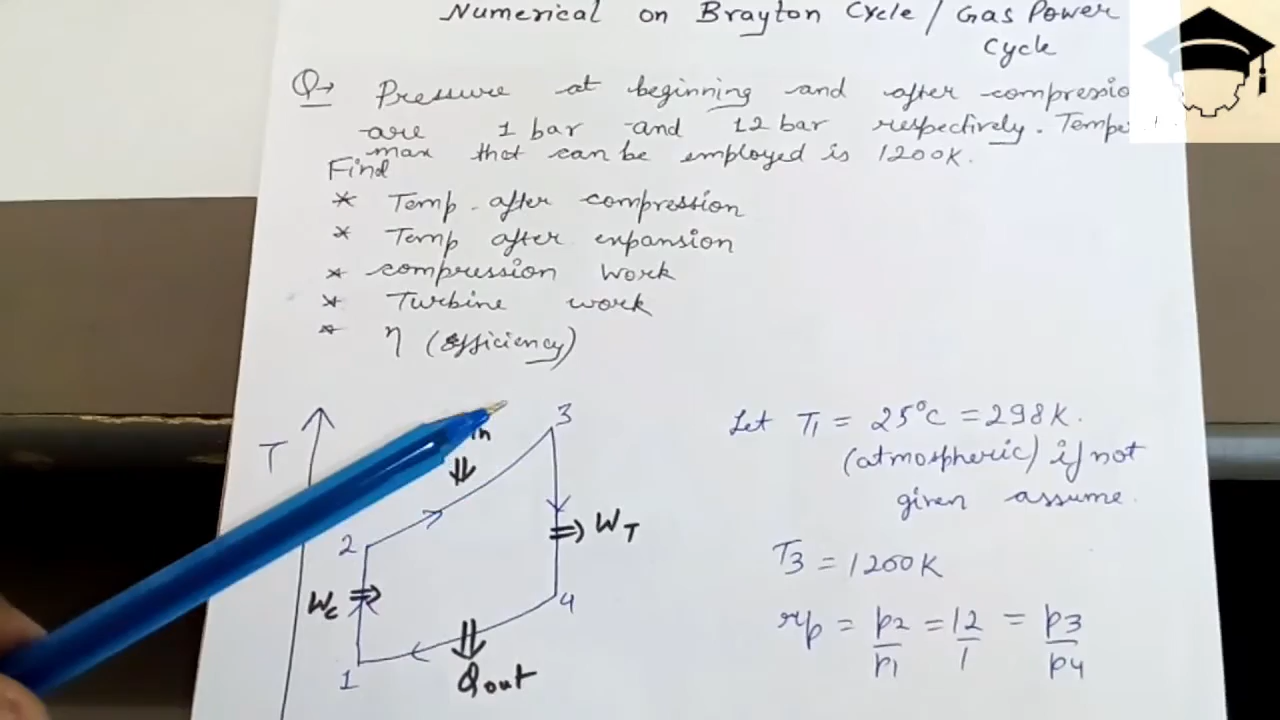 Numerical on Brayton Cycle / Gas Power
Cycle
Q→ Pressure at beginning and after compressio
are 1 bar and 12 bar respectively. Tempe
max that can be employed is 1200K.
Find
* Temp. after compression
* Temp after expansion
* compression work
* Turbine work
* η (efficiency)
T
in
3
2
Wc
WT
4
1
Qout
Let T1 = 25°C = 298K.
(atmospheric) if not
given assume.
T3 = 1200K
rp = p2/p1 = 12/1 = p3/p4